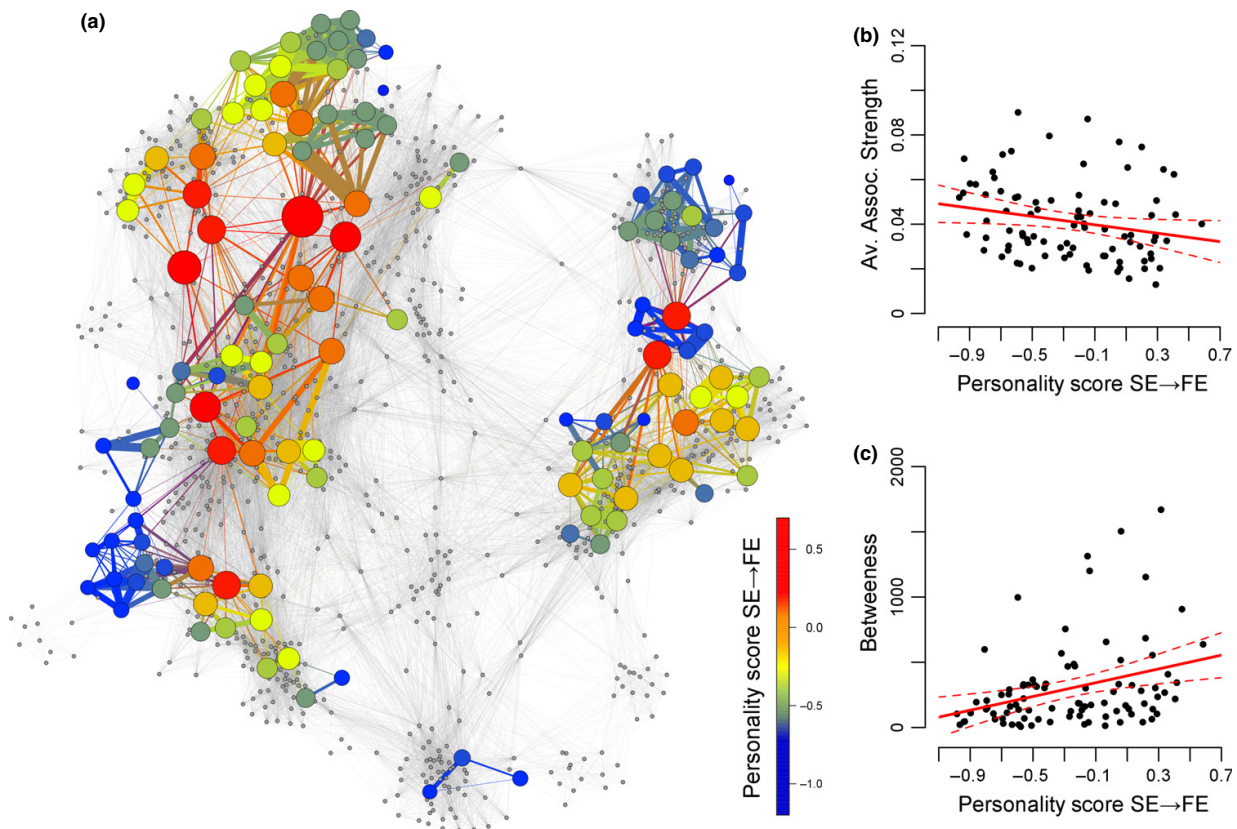 (a)
Personality score SE→FE
0.5
0.0
−0.5
−1.0
(b)
Av. Assoc. Strength
0.12
0.08
0.04
0
−0.9 −0.5 −0.1 0.3 0.7
Personality score SE→FE
(c)
Betweeness
2000
1000
0
−0.9 −0.5 −0.1 0.3 0.7
Personality score SE→FE